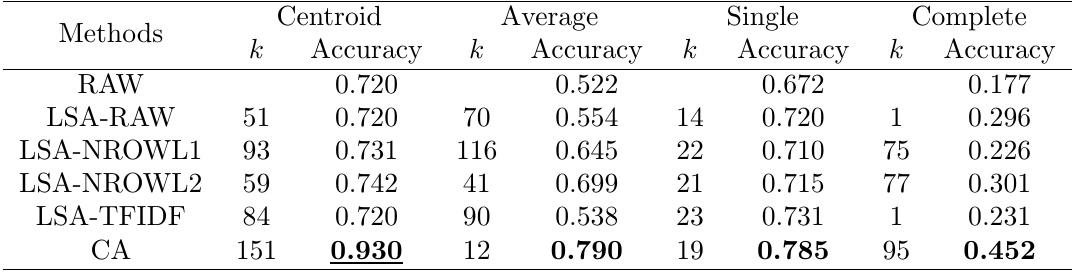 Methods Centroid Average Single Complete
k Accuracy k Accuracy k Accuracy k Accuracy
RAW 0.720 0.522 0.672 0.177
LSA-RAW 51 0.720 70 0.554 14 0.720 1 0.296
LSA-NROWL1 93 0.731 116 0.645 22 0.710 75 0.226
LSA-NROWL2 59 0.742 41 0.699 21 0.715 77 0.301
LSA-TFIDF 84 0.720 90 0.538 23 0.731 1 0.231
CA 151 0.930 12 0.790 19 0.785 95 0.452